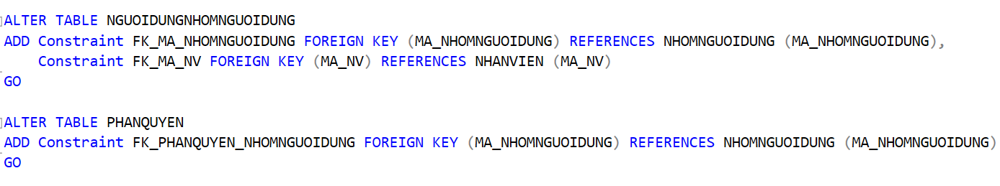 ALTER TABLE NGUOIDUNGNHOMNGUOIDUNG
ADD Constraint FK_MA_NHOMNGUOIDUNG FOREIGN KEY (MA_NHOMNGUOIDUNG) REFERENCES NHOMNGUOIDUNG (MA_NHOMNGUOIDUNG),
Constraint FK_MA_NV FOREIGN KEY (MA_NV) REFERENCES NHANVIEN (MA_NV)
GO
ALTER TABLE PHANQUYEN
ADD Constraint FK_PHANQUYEN_NHOMNGUOIDUNG FOREIGN KEY (MA_NHOMNGUOIDUNG) REFERENCES NHOMNGUOIDUNG (MA_NHOMNGUOIDUNG)
GO